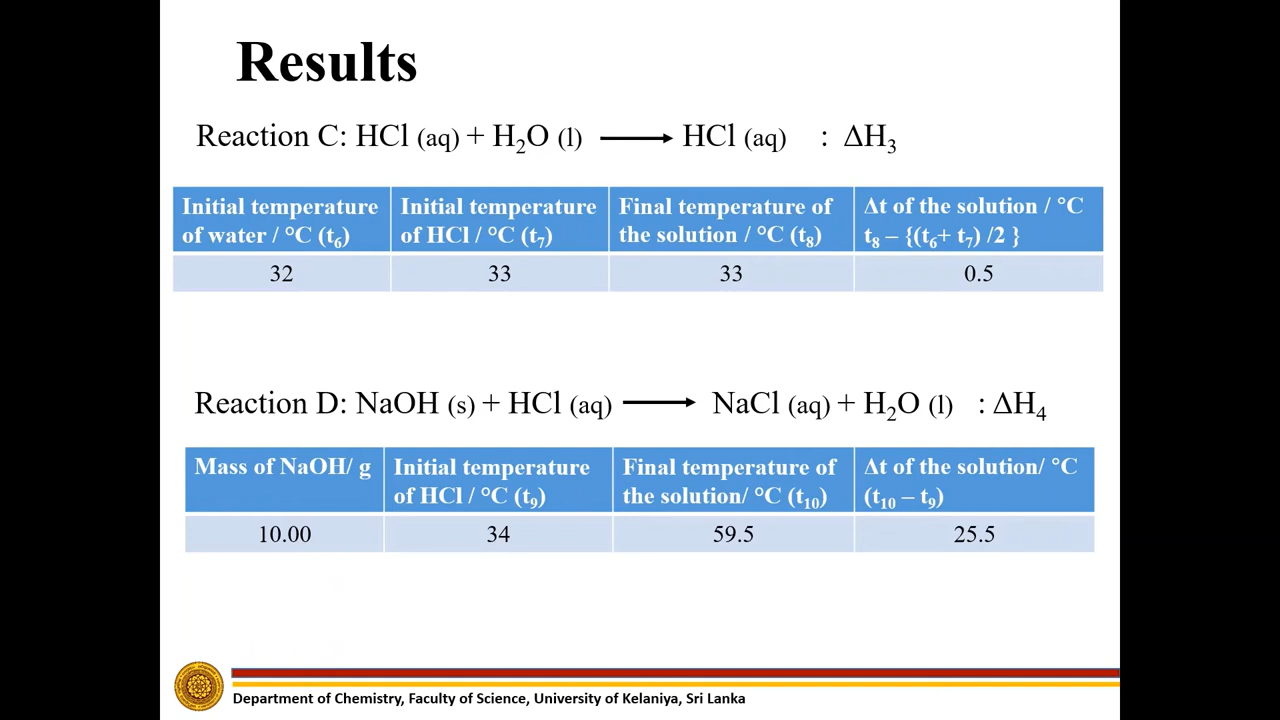 Results
Reaction C: HCl (aq) + H₂O (l) ⟶ HCl (aq) : ΔH₃
Initial temperature of water / °C (t₆) | Initial temperature of HCl / °C (t₇) | Final temperature of the solution / °C (t₈) | Δt of the solution / °C t₈ – {(t₆+ t₇) /2 }
32 | 33 | 33 | 0.5
Reaction D: NaOH (s) + HCl (aq) ⟶ NaCl (aq) + H₂O (l) : ΔH₄
Mass of NaOH/ g | Initial temperature of HCl / °C (t₉) | Final temperature of the solution/ °C (t₁₀) | Δt of the solution/ °C (t₁₀ – t₉)
10.00 | 34 | 59.5 | 25.5
Department of Chemistry, Faculty of Science, University of Kelaniya, Sri Lanka